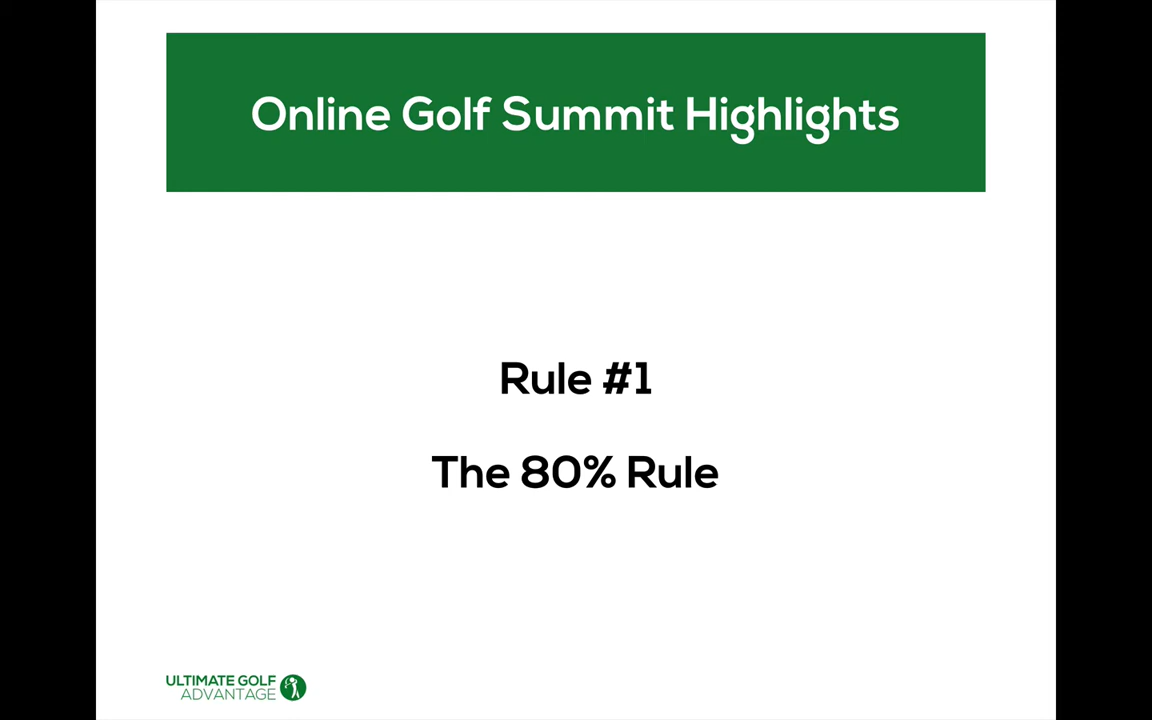 Online Golf Summit Highlights
Rule #1
The 80% Rule
ULTIMATE GOLF
ADVANTAGE